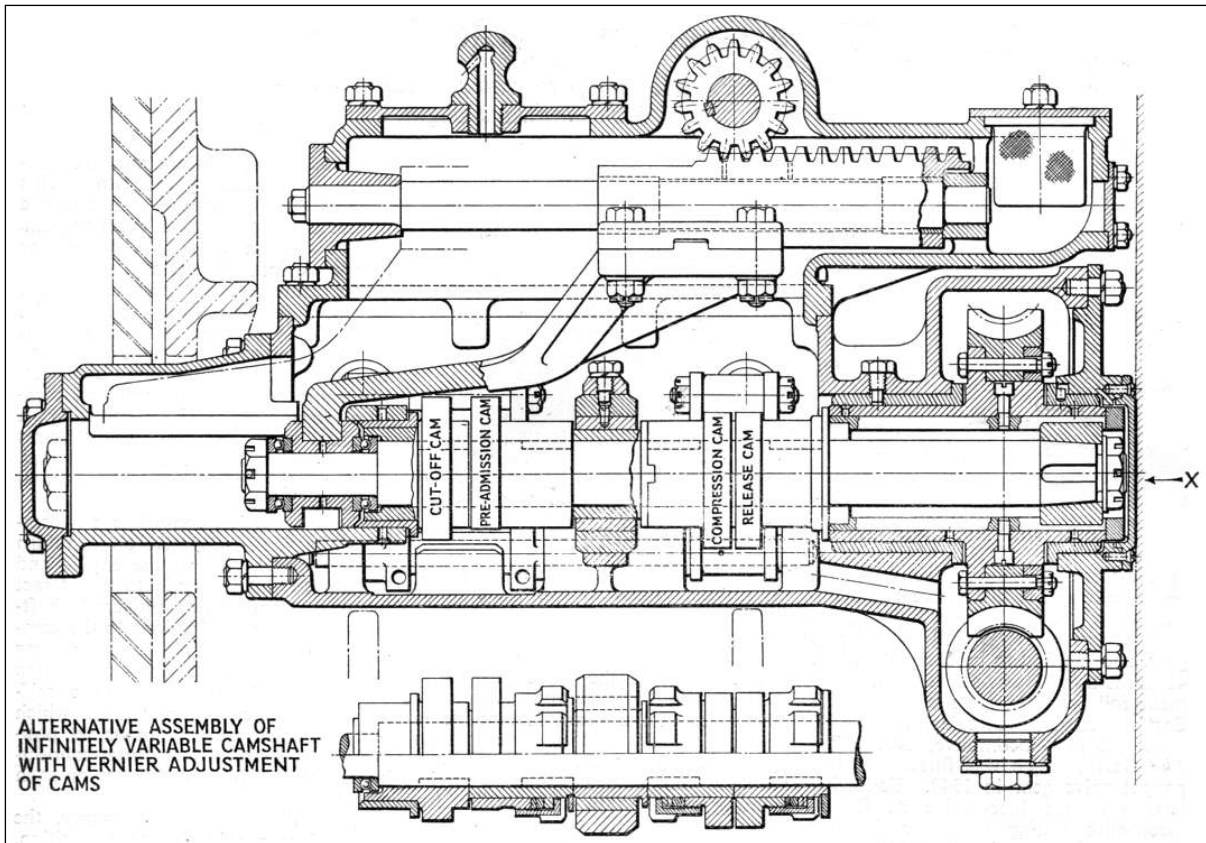 CUT-OFF CAM
PRE-ADMISSION CAM
COMPRESSION CAM
RELEASE CAM
X
ALTERNATIVE ASSEMBLY OF
INFINITELY VARIABLE CAMSHAFT
WITH VERNIER ADJUSTMENT
OF CAMS